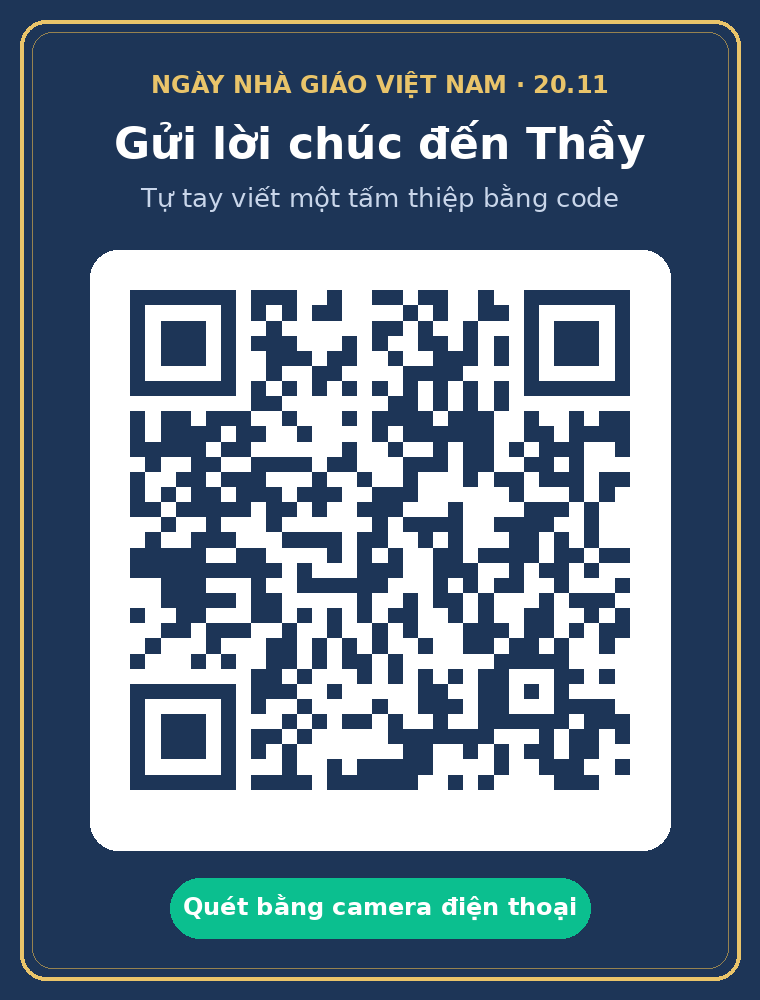 NGÀY NHÀ GIÁO VIỆT NAM · 20.11
Gửi lời chúc đến Thầy
Tự tay viết một tấm thiệp bằng code
Quét bằng camera điện thoại